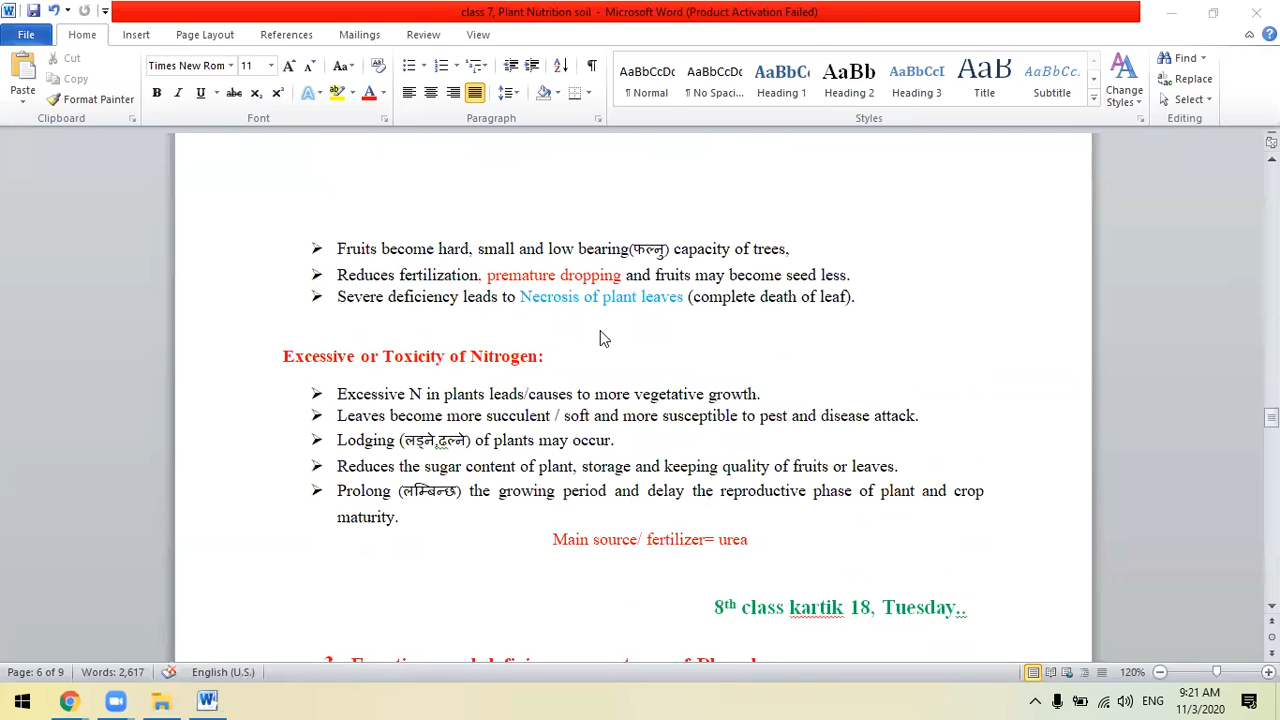 class 7, Plant Nutrition soil - Microsoft Word (Product Activation Failed)
File Home Insert Page Layout References Mailings Review View
Paste Cut Copy Format Painter
Clipboard
Times New Rom 11
Font
Paragraph
AaBbCcDc AaBbCcDc AaBbC AaBb AaBbCcI AaB AaBbCcD
¶ Normal ¶ No Spaci... Heading 1 Heading 2 Heading 3 Title Subtitle
Change Styles
Styles
Find Replace Select
Editing
Fruits become hard, small and low bearing(फल्नु) capacity of trees,
Reduces fertilization, premature dropping and fruits may become seed less.
Severe deficiency leads to Necrosis of plant leaves (complete death of leaf).
Excessive or Toxicity of Nitrogen:
Excessive N in plants leads/causes to more vegetative growth.
Leaves become more succulent / soft and more susceptible to pest and disease attack.
Lodging (लड्ने,ढल्ने) of plants may occur.
Reduces the sugar content of plant, storage and keeping quality of fruits or leaves.
Prolong (लम्बिन्छ) the growing period and delay the reproductive phase of plant and crop
maturity.
Main source/ fertilizer= urea
8th class kartik 18, Tuesday..
Page: 6 of 9 Words: 2,617 English (U.S.) 120%
ENG 9:21 AM
11/3/2020